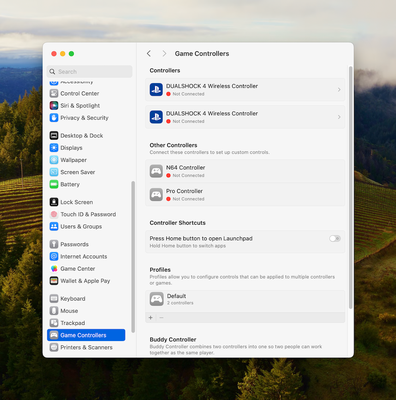 Game Controllers
Search
Accessibility
Control Center
Siri & Spotlight
Privacy & Security
Desktop & Dock
Displays
Wallpaper
Screen Saver
Battery
Lock Screen
Touch ID & Password
Users & Groups
Passwords
Internet Accounts
Game Center
Wallet & Apple Pay
Keyboard
Mouse
Trackpad
Game Controllers
Printers & Scanners
Controllers
DUALSHOCK 4 Wireless Controller
Not Connected
DUALSHOCK 4 Wireless Controller
Not Connected
Other Controllers
Connect these controllers to set up custom controls.
N64 Controller
Not Connected
Pro Controller
Not Connected
Controller Shortcuts
Press Home button to open Launchpad
Hold Home button to switch apps
Profiles
Profiles allow you to configure controls that can be applied to multiple controllers
or games.
Default
2 controllers
+ −
Buddy Controller
Buddy Controller combines two controllers into one so two people can work
together as the same player.